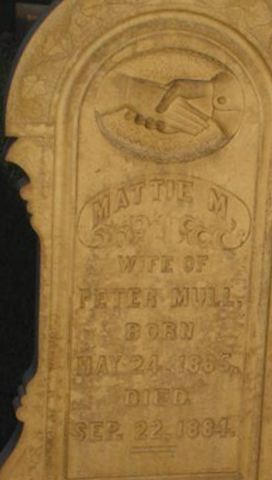 MATTIE M.
WIFE OF
PETER MULL,
BORN
MAY 24, 1865,
DIED
SEP. 22, 1884.